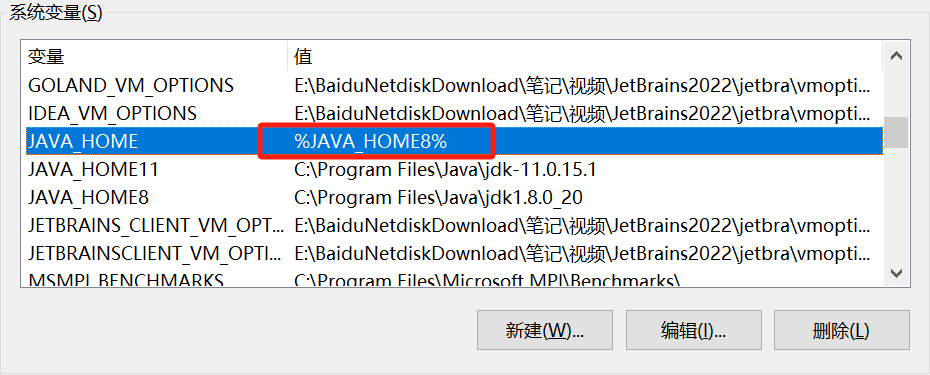 系统变量(S)
变量 值
GOLAND_VM_OPTIONS E:\BaiduNetdiskDownload\笔记\视频\JetBrains2022\jetbra\vmopti...
IDEA_VM_OPTIONS E:\BaiduNetdiskDownload\笔记\视频\JetBrains2022\jetbra\vmopti...
JAVA_HOME %JAVA_HOME8%
JAVA_HOME11 C:\Program Files\Java\jdk-11.0.15.1
JAVA_HOME8 C:\Program Files\Java\jdk1.8.0_20
JETBRAINS_CLIENT_VM_OPT... E:\BaiduNetdiskDownload\笔记\视频\JetBrains2022\jetbra\vmopti...
JETBRAINSCLIENT_VM_OPTI... E:\BaiduNetdiskDownload\笔记\视频\JetBrains2022\jetbra\vmopti...
MSMPI_BENCHMARKS C:\Program Files\Microsoft MPI\Benchmarks\
新建(W)... 编辑(I)... 删除(L)